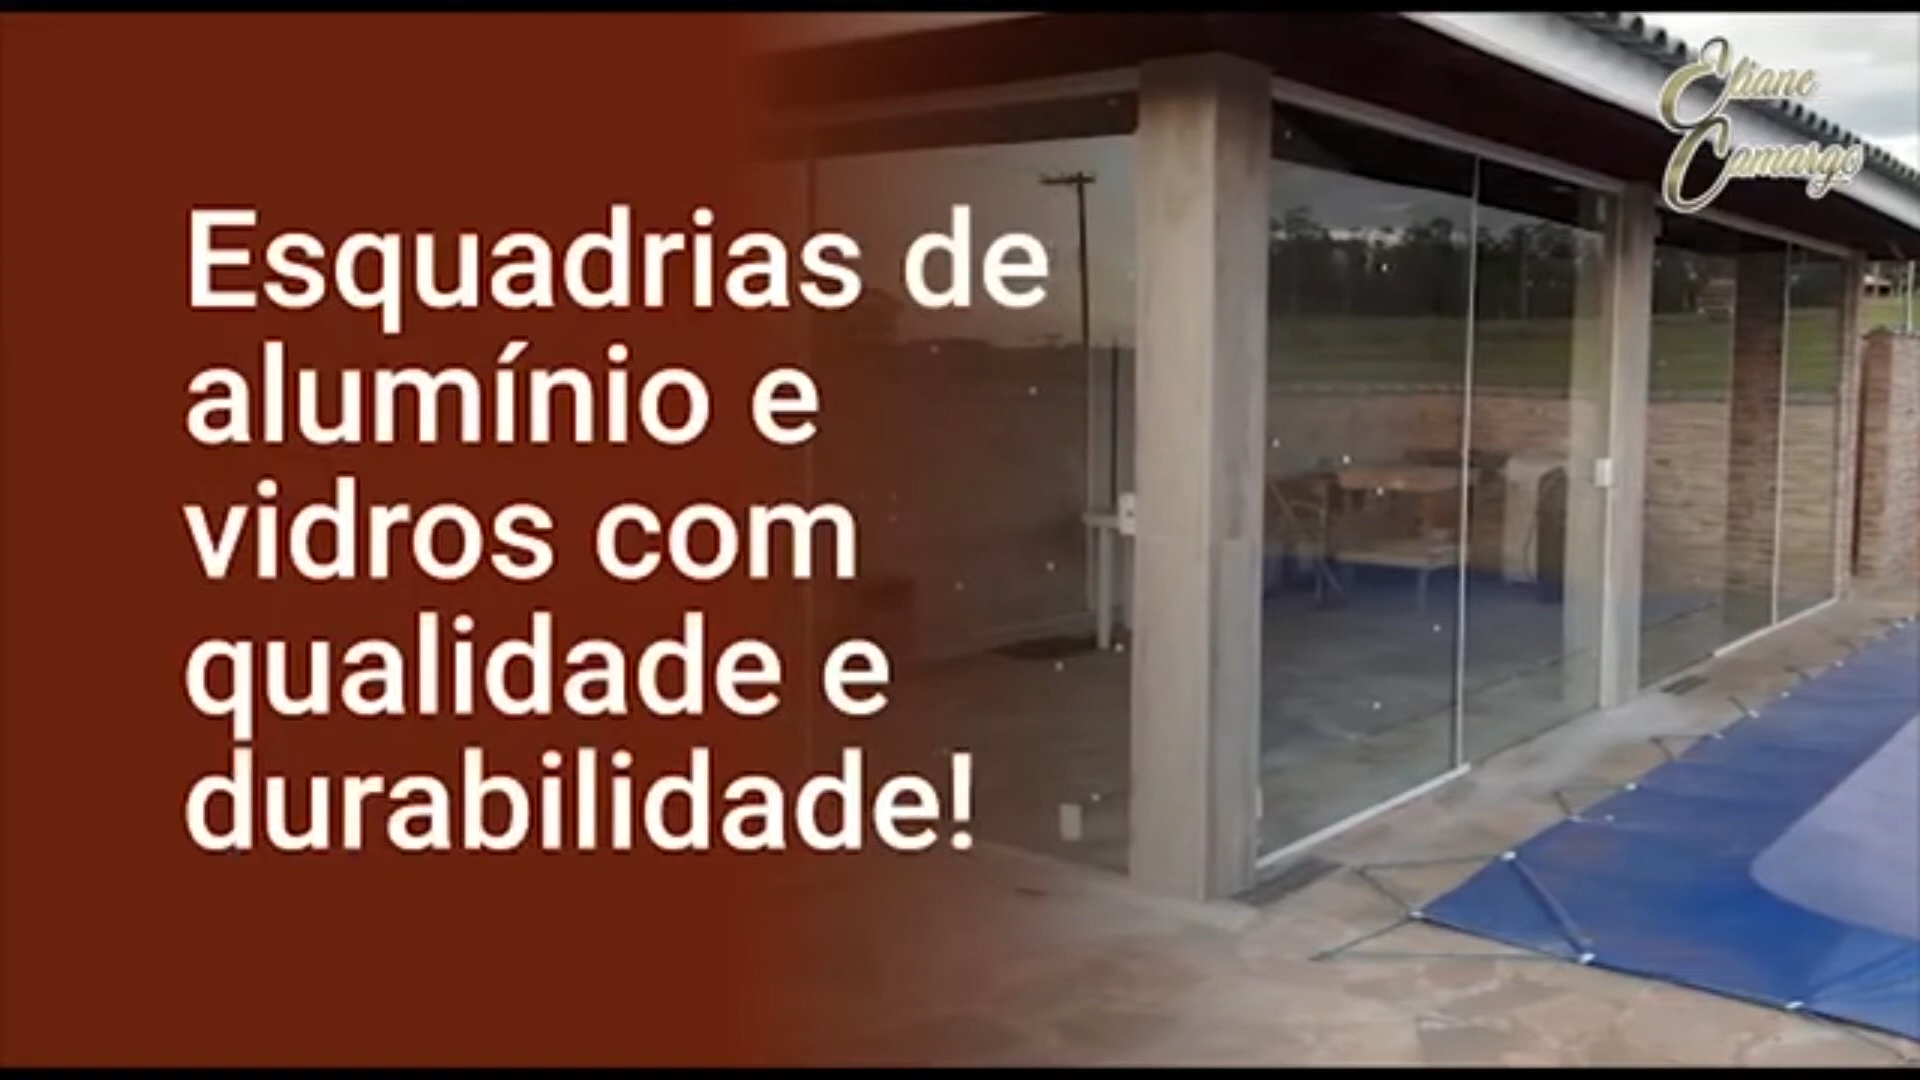 Eliane
Camargo
Esquadrias de
alumínio e
vidros com
qualidade e
durabilidade!